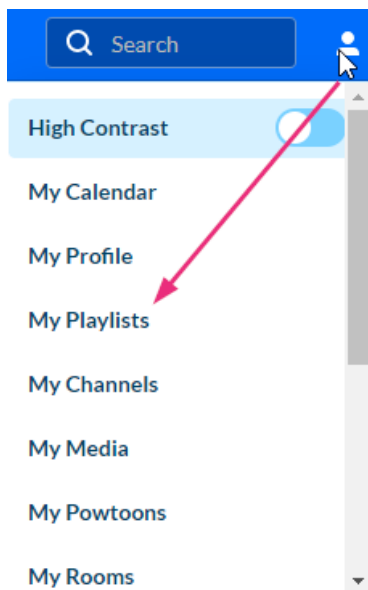 Search
High Contrast
My Calendar
My Profile
My Playlists
My Channels
My Media
My Powtoons
My Rooms